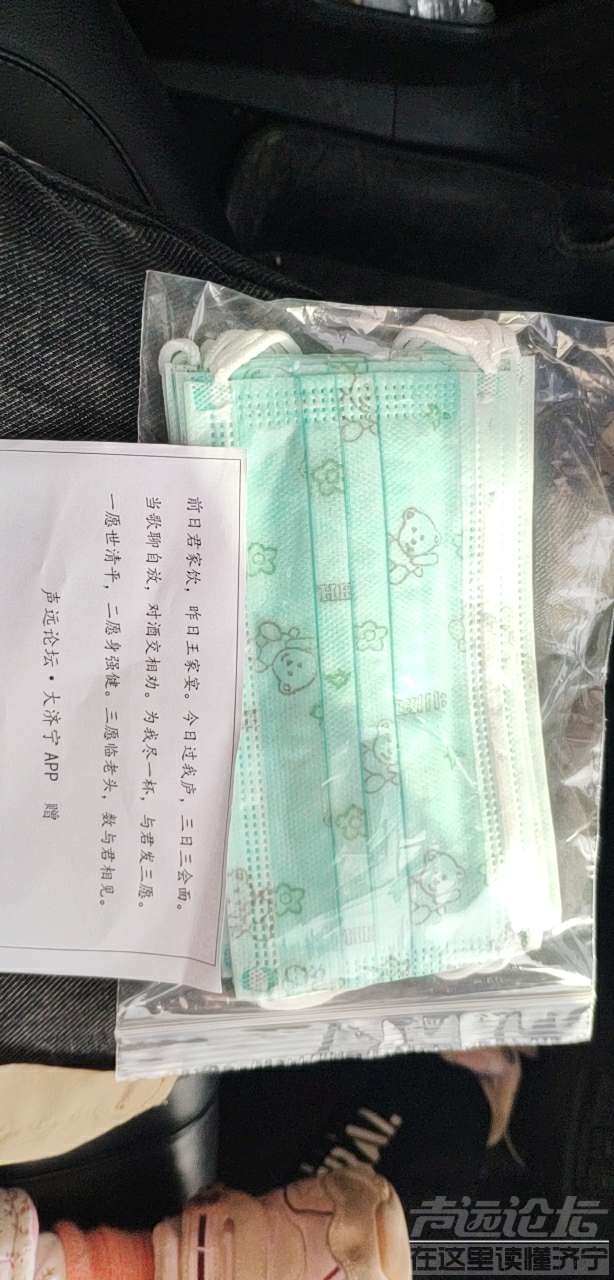 前日君家饮，昨日王家宴。今日过我庐，三日三会面。
当歌聊自放，对酒交相劝。为我尽一杯，与君发三愿。
一愿世清平，二愿身强健。三愿临老头，数与君相见。
声远论坛·大济宁APP 赠
声远论坛
在这里读懂济宁